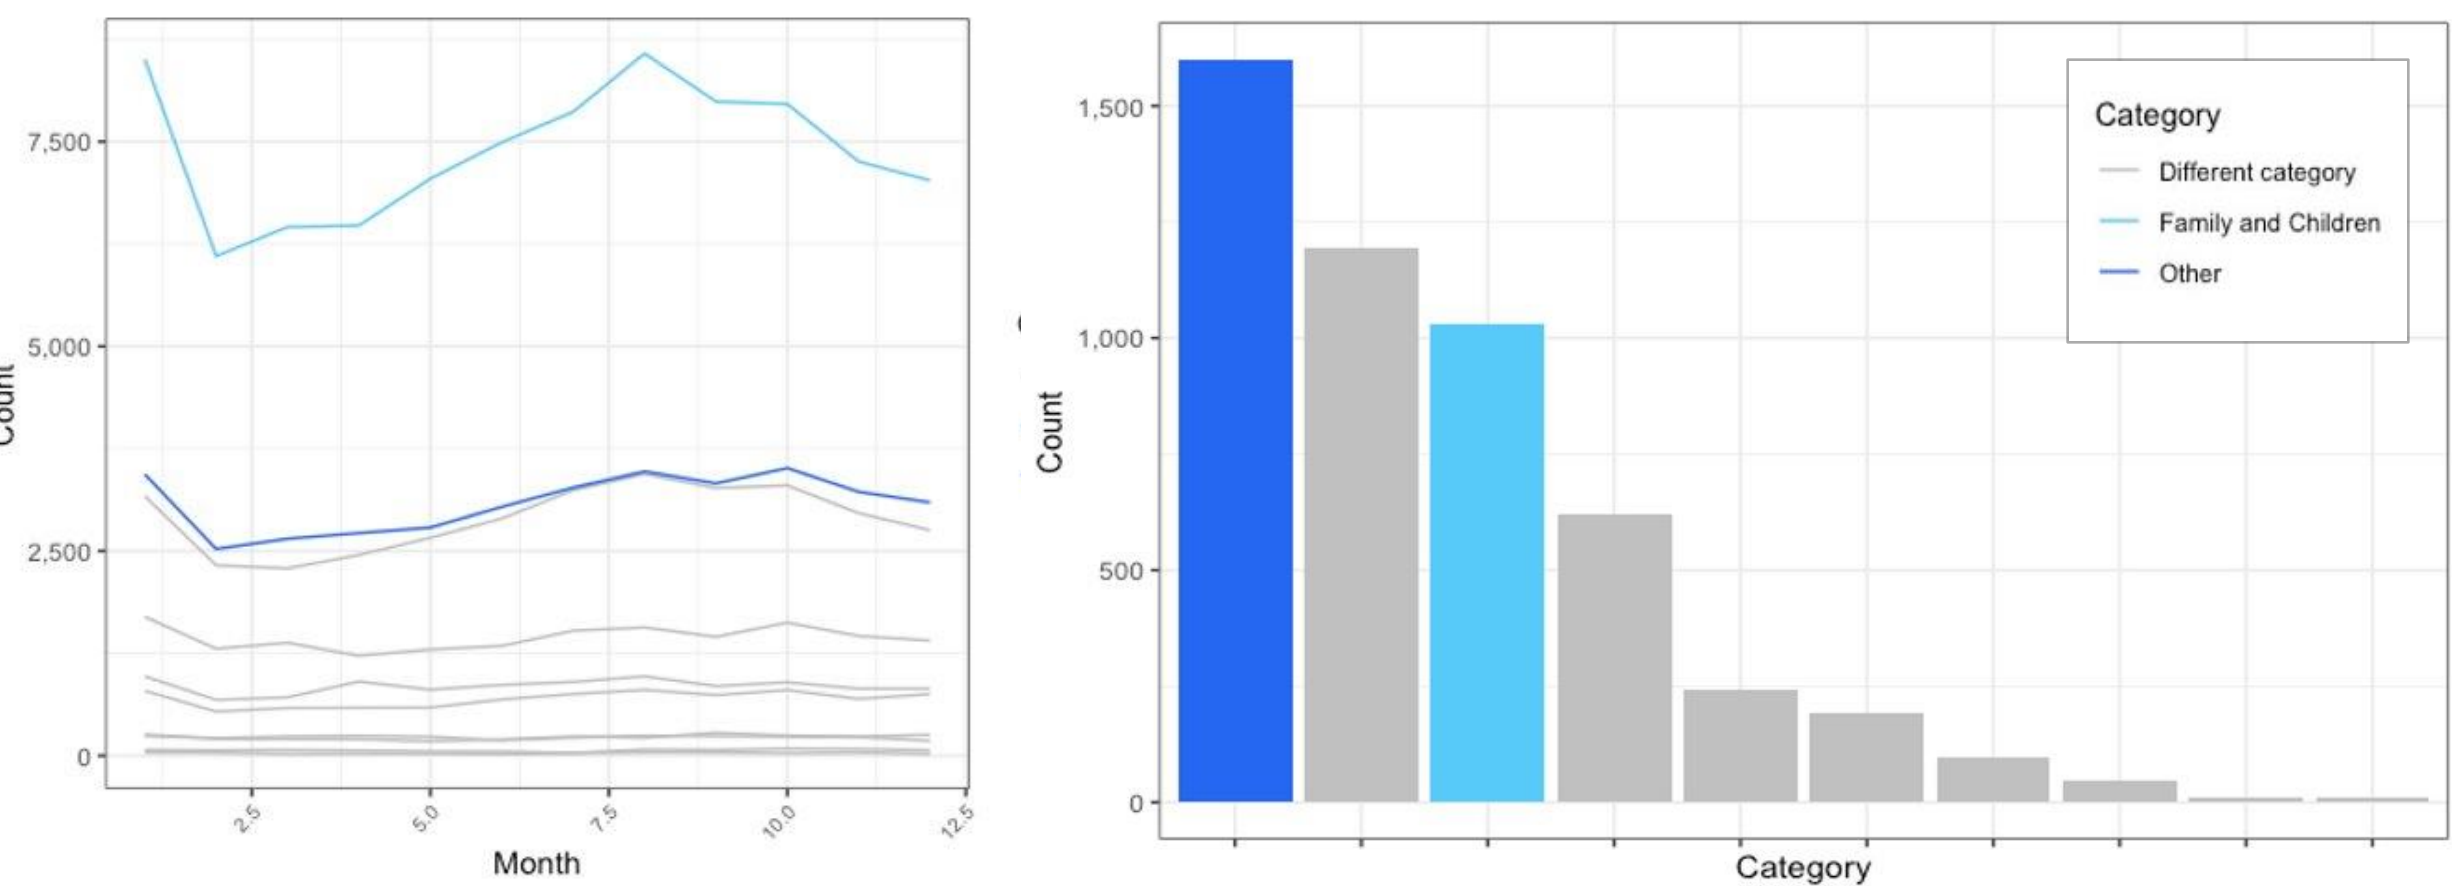 Count
7,500
5,000
2,500
0
2.5
5.0
7.5
10.0
12.5
Month
Count
1,500
1,000
500
0
Category
Category
Different category
Family and Children
Other